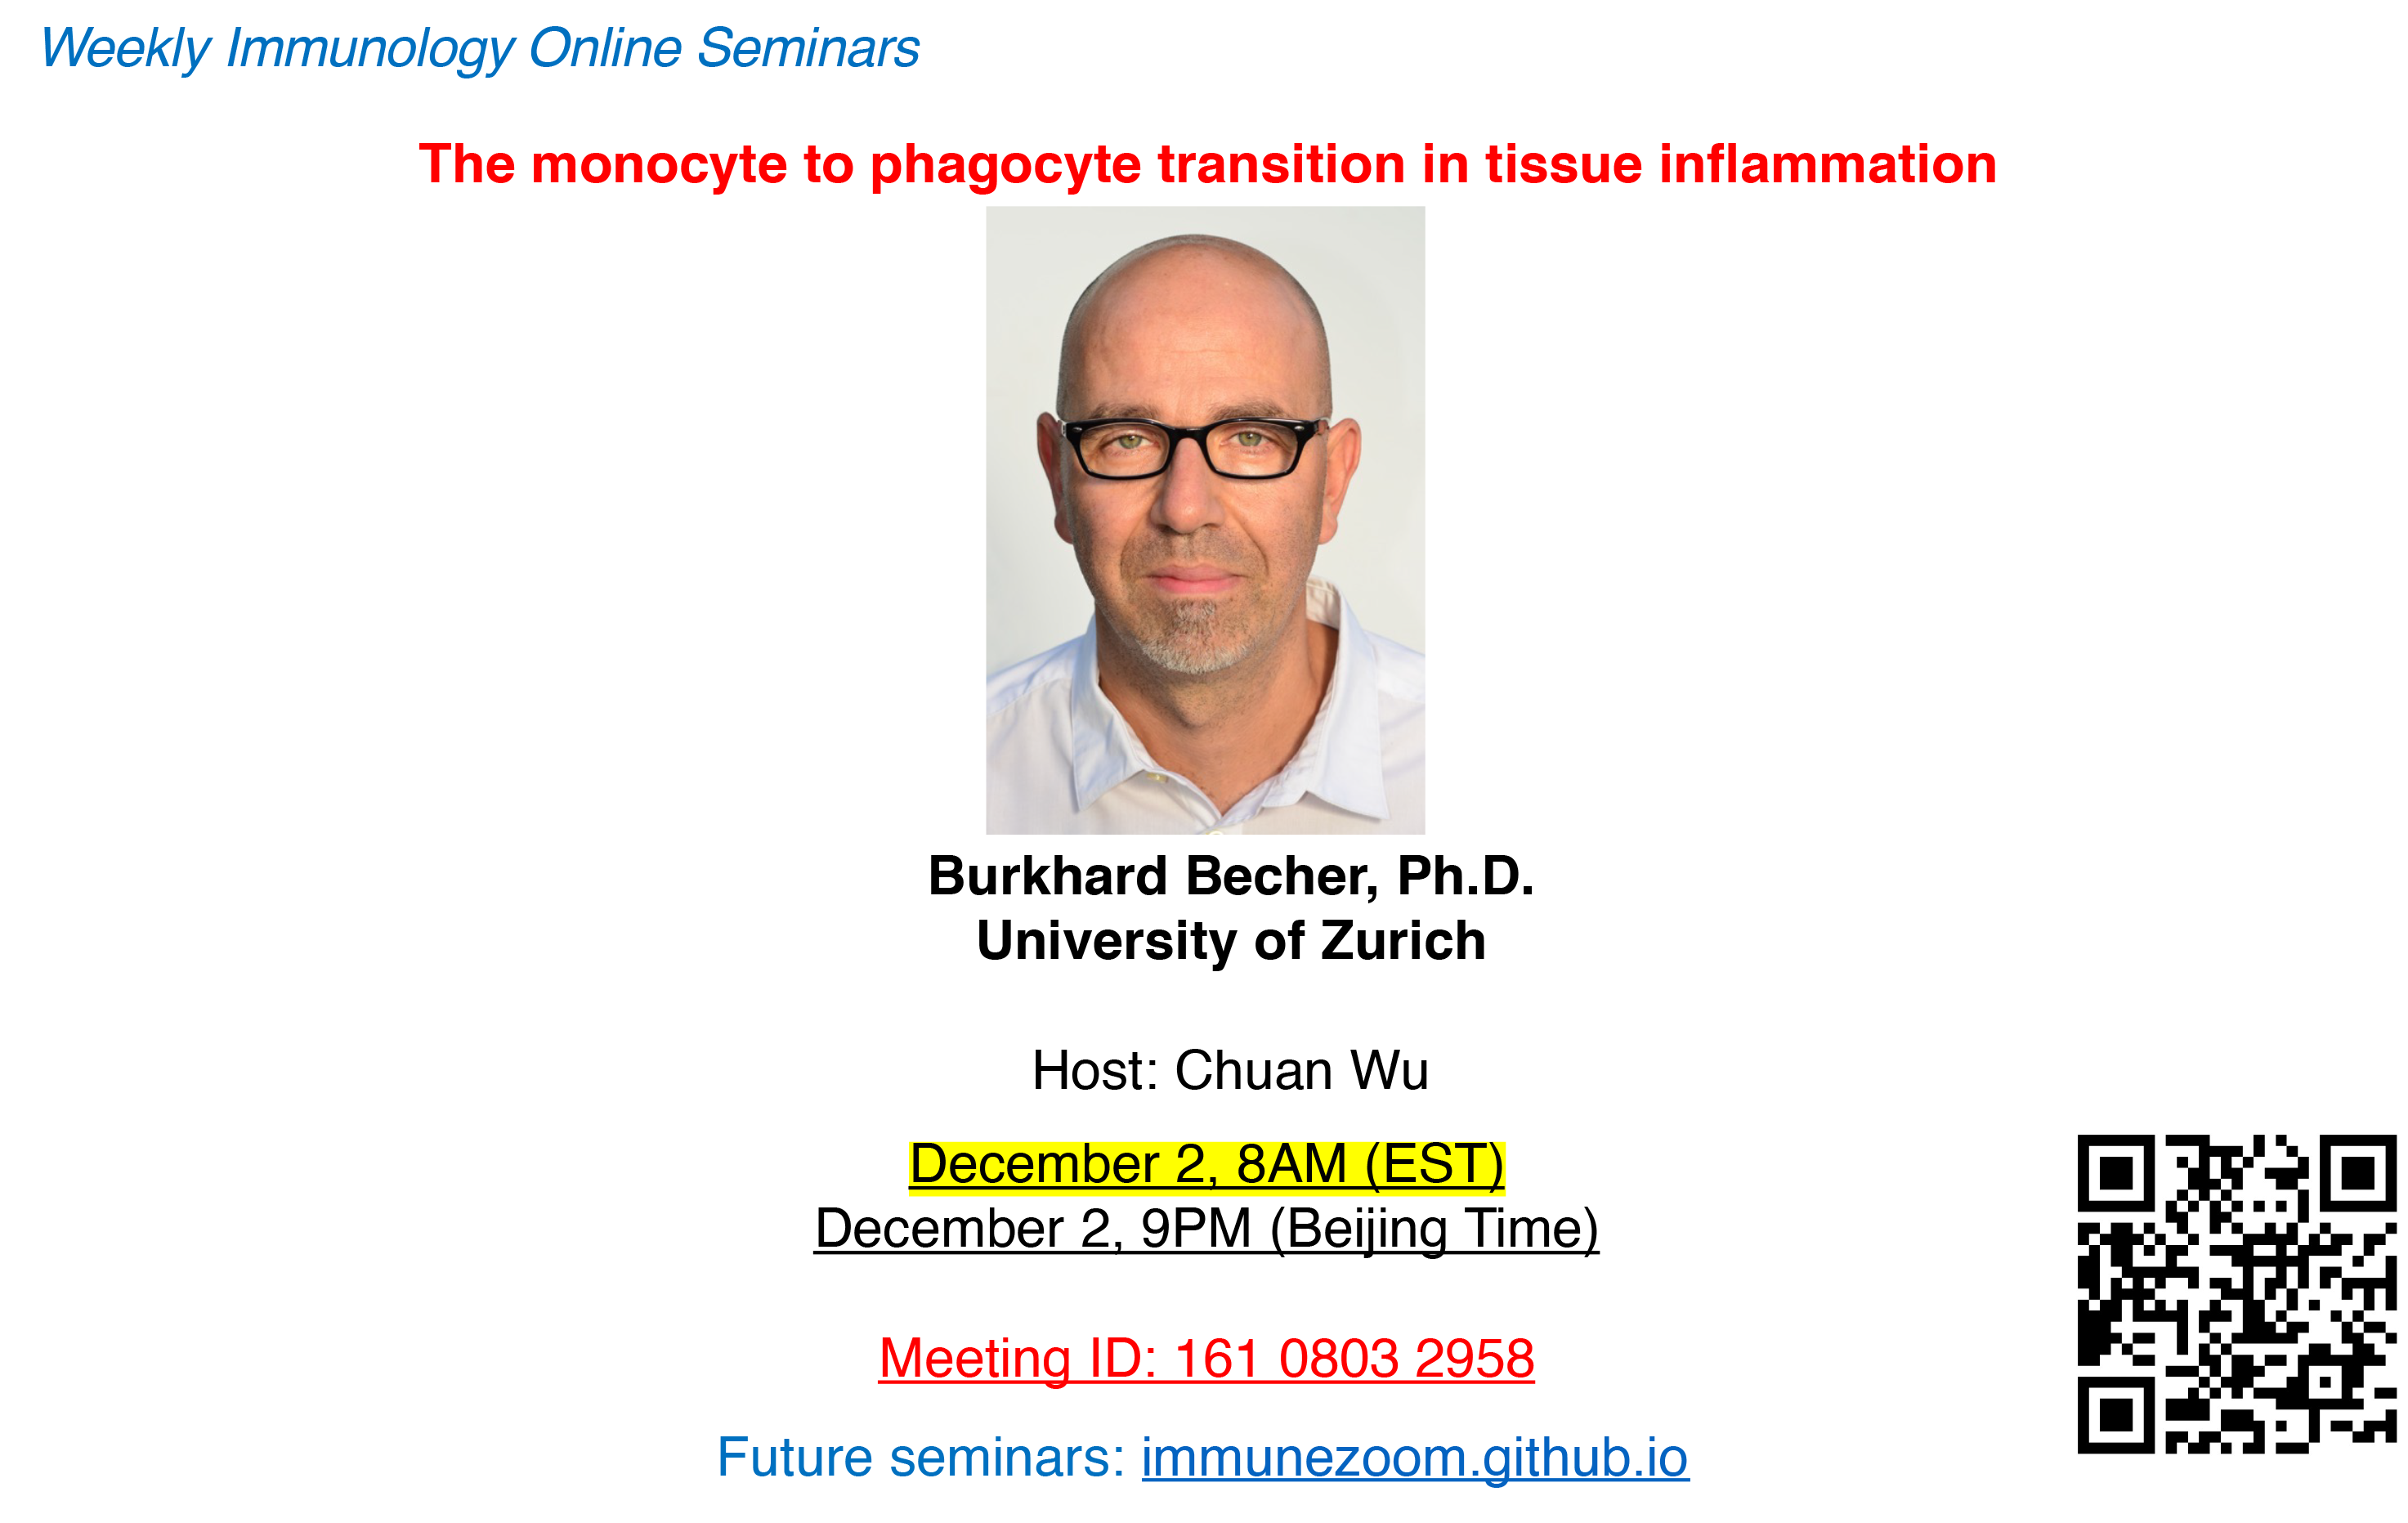 Weekly Immunology Online Seminars
The monocyte to phagocyte transition in tissue inflammation
Burkhard Becher, Ph.D.
University of Zurich
Host: Chuan Wu
December 2, 8AM (EST)
December 2, 9PM (Beijing Time)
Meeting ID: 161 0803 2958
Future seminars: immunezoom.github.io